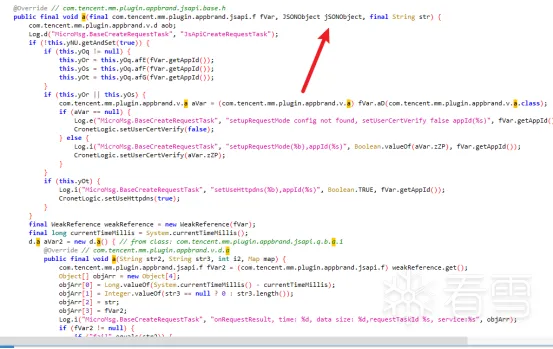 @Override // com.tencent.mm.plugin.appbrand.jsapi.base.h
public final void a(final com.tencent.mm.plugin.appbrand.jsapi.f fVar, JSONObject jSONObject, final String str) {
com.tencent.mm.plugin.appbrand.v.d aob;
Log.d("MicroMsg.BaseCreateRequestTask", "JsApiCreateRequestTask");
if (!this.yNU.getAndSet(true)) {
if (this.yOq != null) {
this.yOr = this.yOq.aft(fVar.getAppId());
this.yOs = this.yOq.aff(fVar.getAppId());
this.yOt = this.yOq.afG(fVar.getAppId());
}
if (this.yOr || this.yOs) {
com.tencent.mm.plugin.appbrand.v.a aVar = (com.tencent.mm.plugin.appbrand.v.a) fVar.aD(com.tencent.mm.plugin.appbrand.v.a.class);
if (aVar == null) {
Log.e("MicroMsg.BaseCreateRequestTask", "setupRequestMode config not found, setUserCertVerify false appId(%s)", fVar.getAppId()
CronetLogic.setUserCertVerify(false);
} else {
Log.i("MicroMsg.BaseCreateRequestTask", "setupRequestMode(%b),appId(%s)", Boolean.valueOf(aVar.zZP), fVar.getAppId());
CronetLogic.setUserCertVerify(aVar.zZP);
}
}
if (this.yOt) {
Log.i("MicroMsg.BaseCreateRequestTask", "setUseHttpdns(%b),appId(%s)", Boolean.TRUE, fVar.getAppId());
CronetLogic.setUseHttpdns(true);
}
}
final WeakReference weakReference = new WeakReference(fVar);
final long currentTimeMillis = System.currentTimeMillis();
d.a aVar2 = new d.a() { // from class: com.tencent.mm.plugin.appbrand.jsapi.q.b.g.1
@Override // com.tencent.mm.plugin.appbrand.v.d.a
public final void a(String str2, String str3, int i2, Map map) {
com.tencent.mm.plugin.appbrand.jsapi.f fVar2 = (com.tencent.mm.plugin.appbrand.jsapi.f) weakReference.get();
Object[] objArr = new Object[4];
objArr[0] = Long.valueOf(System.currentTimeMillis() - currentTimeMillis);
objArr[1] = Integer.valueOf(str3 == null ? 0 : str3.length());
objArr[2] = str;
objArr[3] = fVar2;
Log.i("MicroMsg.BaseCreateRequestTask", "onRequestResult, time: %d, data size: %d,requestTaskId %s, service:%s", objArr);
if (fVar2 != null) {
看雪